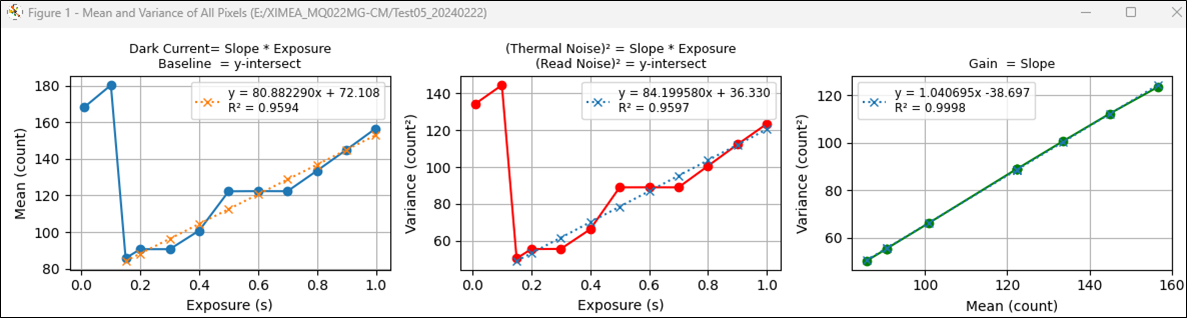 Figure 1 - Mean and Variance of All Pixels (E:/XIMEA_MQ022MG-CM/Test05_20240222)
Dark Current= Slope * Exposure
Baseline  = y-intersect
y = 80.882290x + 72.108
R² = 0.9594
Mean (count)
180
160
140
120
100
80
0.0 0.2 0.4 0.6 0.8 1.0
Exposure (s)
(Thermal Noise)² = Slope * Exposure
(Read Noise)² = y-intersect
y = 84.199580x + 36.330
R² = 0.9597
Variance (count²)
140
120
100
80
60
0.0 0.2 0.4 0.6 0.8 1.0
Exposure (s)
Gain  = Slope
y = 1.040695x -38.697
R² = 0.9998
Variance (count²)
120
100
80
60
100 120 140 160
Mean (count)